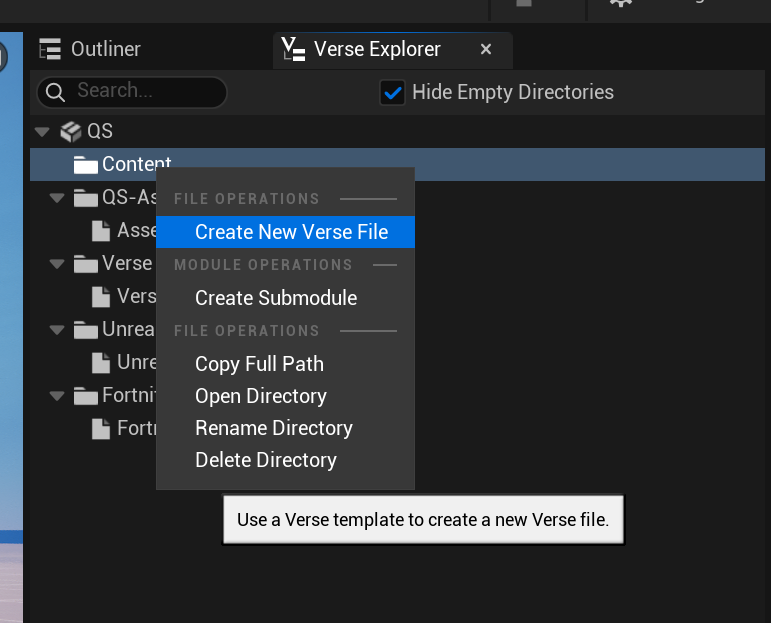 Outliner
Verse Explorer
Search...
Hide Empty Directories
QS
Content
FILE OPERATIONS
Create New Verse File
MODULE OPERATIONS
Create Submodule
FILE OPERATIONS
Copy Full Path
Open Directory
Rename Directory
Delete Directory
QS-As
Asse
Verse
Vers
Unrea
Unre
Fortni
Fortn
Use a Verse template to create a new Verse file.